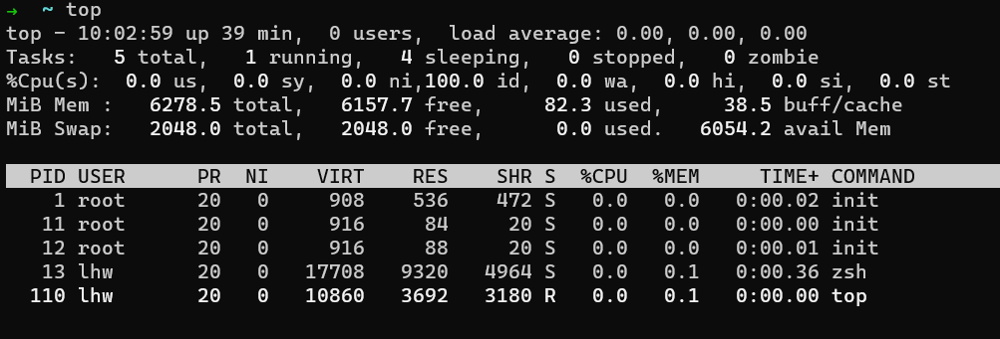 → ~ top
top - 10:02:59 up 39 min,  0 users,  load average: 0.00, 0.00, 0.00
Tasks:   5 total,   1 running,   4 sleeping,   0 stopped,   0 zombie
%Cpu(s):  0.0 us,  0.0 sy,  0.0 ni,100.0 id,  0.0 wa,  0.0 hi,  0.0 si,  0.0 st
MiB Mem :   6278.5 total,   6157.7 free,     82.3 used,     38.5 buff/cache
MiB Swap:   2048.0 total,   2048.0 free,      0.0 used.   6054.2 avail Mem
  PID USER      PR  NI    VIRT    RES    SHR S  %CPU  %MEM     TIME+ COMMAND
    1 root      20   0     908    536    472 S   0.0   0.0   0:00.02 init
   11 root      20   0     916     84     20 S   0.0   0.0   0:00.00 init
   12 root      20   0     916     88     20 S   0.0   0.0   0:00.01 init
   13 lhw       20   0   17708   9320   4964 S   0.0   0.1   0:00.36 zsh
  110 lhw       20   0   10860   3692   3180 R   0.0   0.1   0:00.00 top